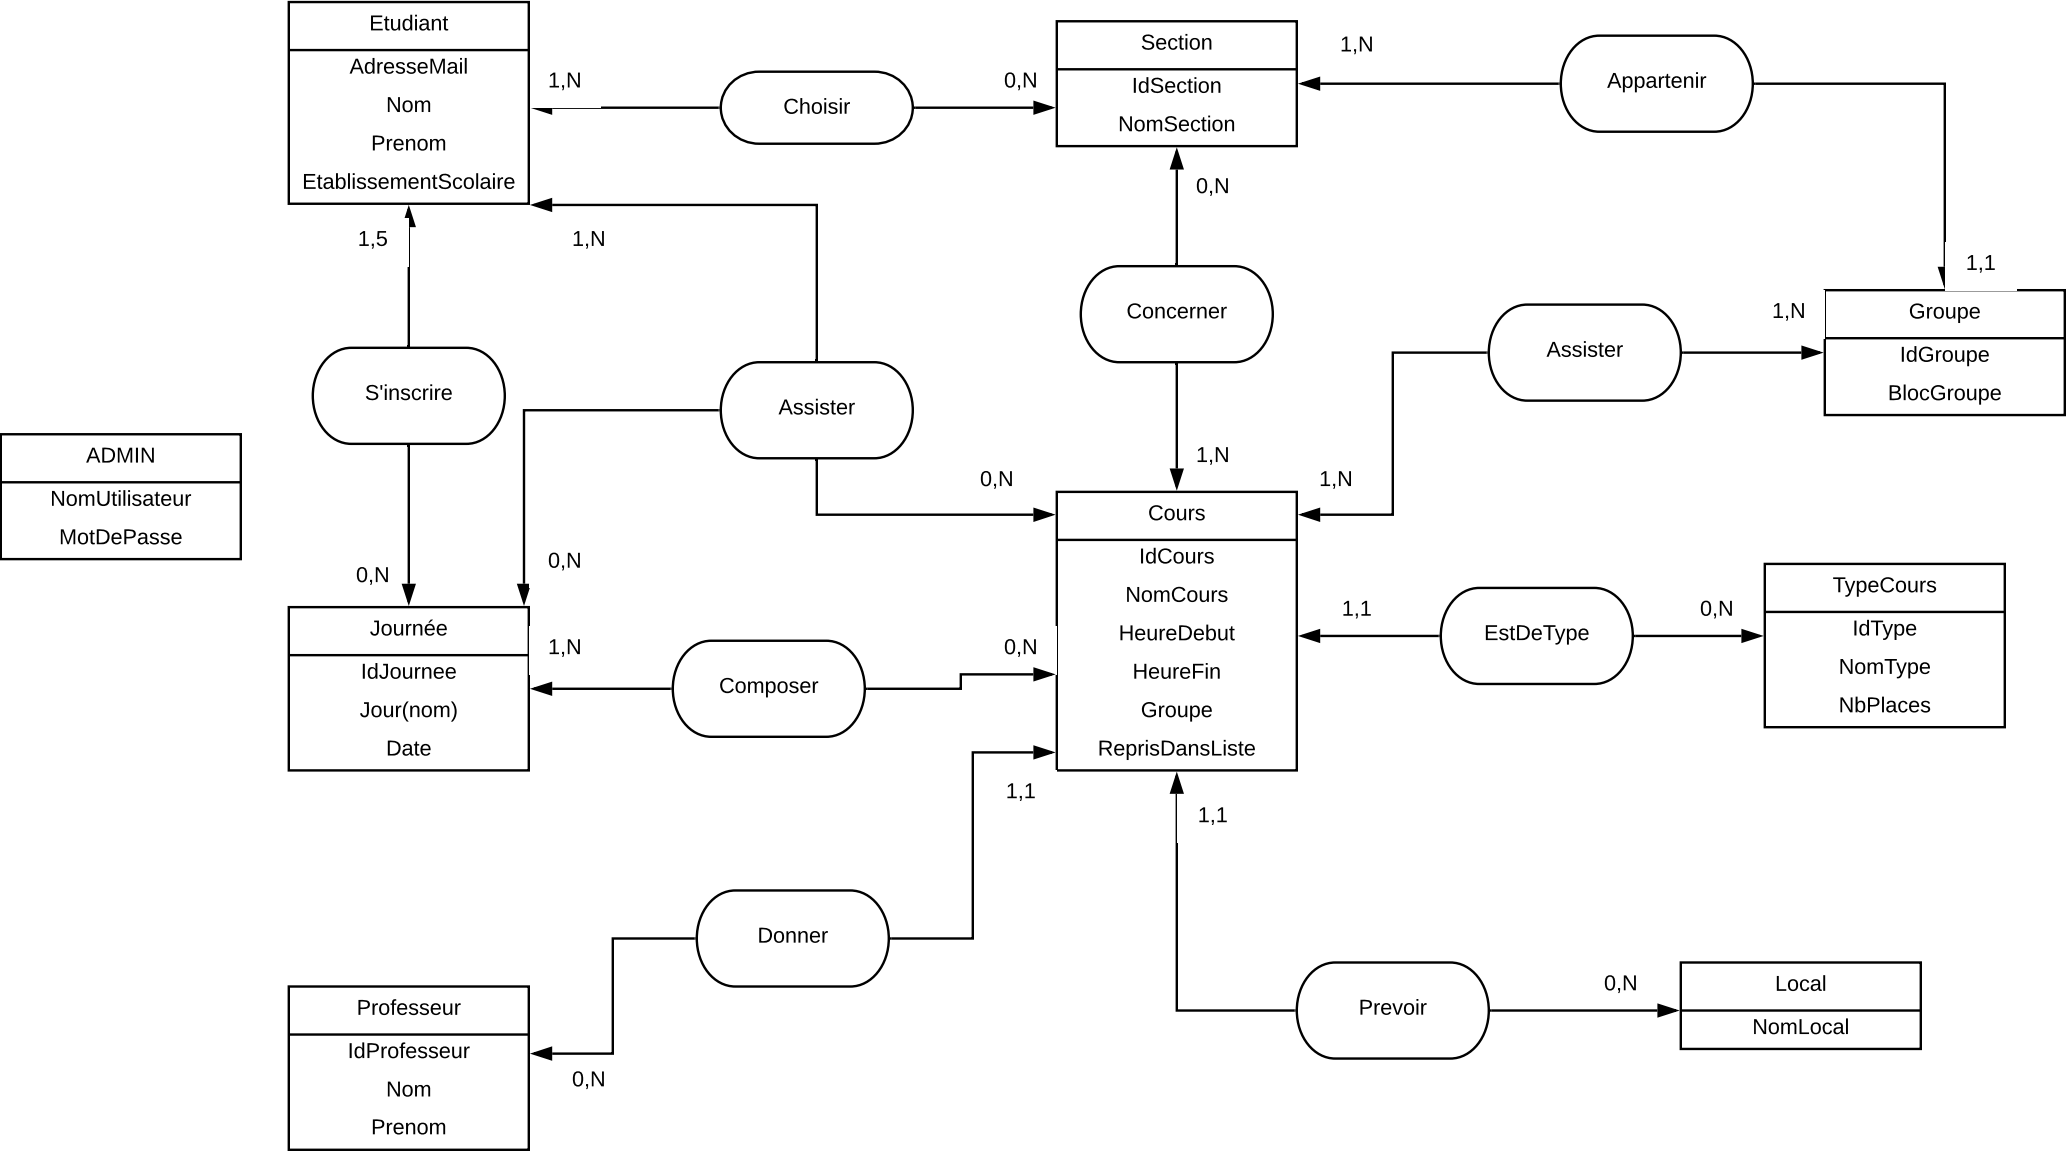 Etudiant
AdresseMail
Nom
Prenom
EtablissementScolaire
1,N
Choisir
0,N
Section
IdSection
NomSection
1,N
Appartenir
1,1
1,5
1,N
0,N
Concerner
1,N
Assister
1,N
Groupe
IdGroupe
BlocGroupe
S'inscrire
Assister
0,N
1,N
ADMIN
NomUtilisateur
MotDePasse
0,N
0,N
Journée
IdJournee
Jour(nom)
Date
1,N
Composer
0,N
Cours
IdCours
NomCours
HeureDebut
HeureFin
Groupe
ReprisDansListe
1,1
EstDeType
0,N
TypeCours
IdType
NomType
NbPlaces
1,1
1,1
Donner
Professeur
IdProfesseur
Nom
Prenom
0,N
Prevoir
0,N
Local
NomLocal